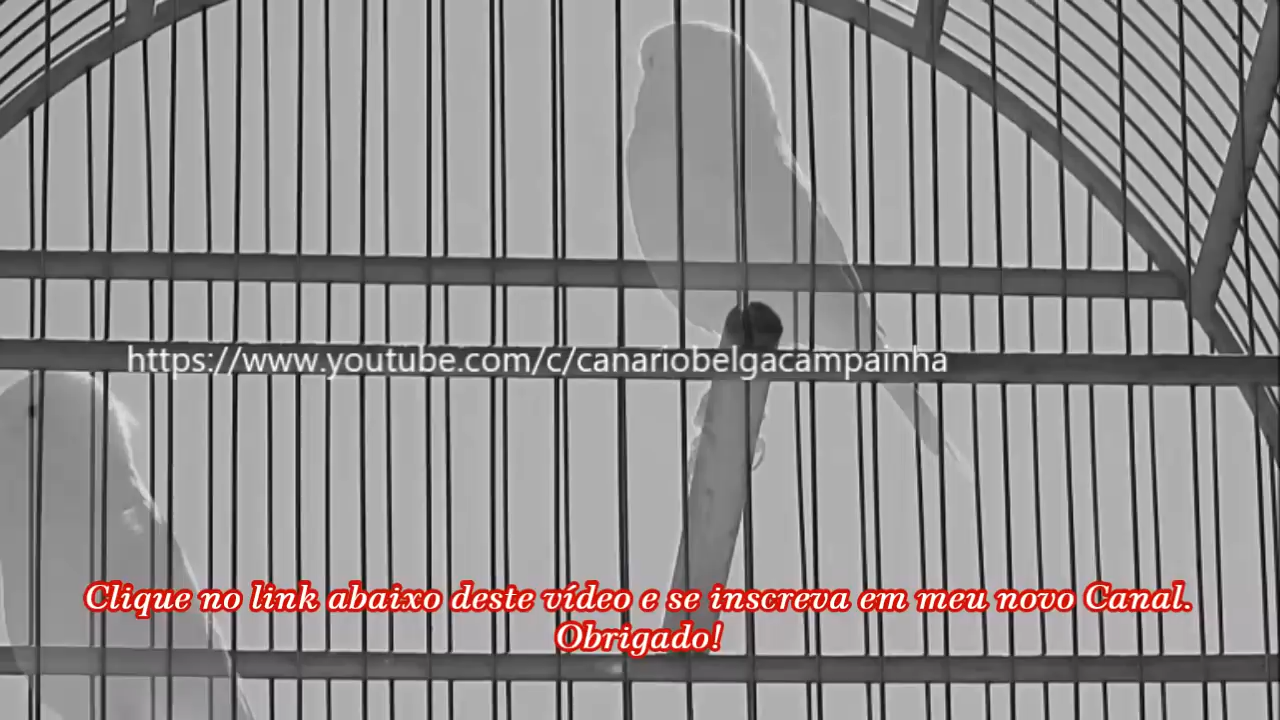 https://www.youtube.com/c/canariobelgacampainha
Clique no link abaixo deste vídeo e se inscreva em meu novo Canal.
Obrigado!